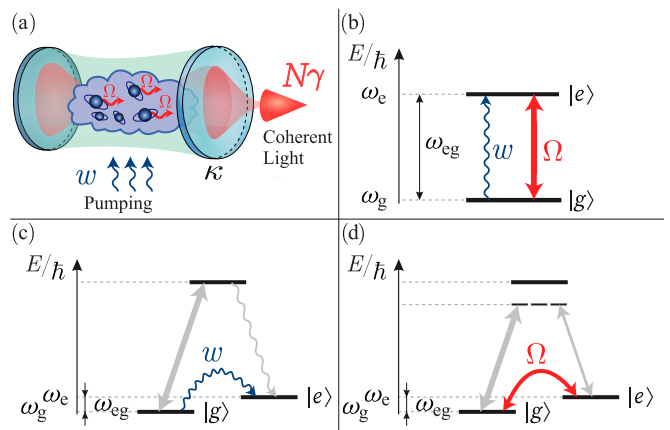 (a)
Ω
Ω
Ω
Nγ
Coherent
Light
w
κ
Pumping
(b)
E/ħ
ωe
|e⟩
ωeg
w
Ω
ωg
|g⟩
(c)
E/ħ
w
ωe
|e⟩
ωg
ωeg
|g⟩
(d)
E/ħ
Ω
ωe
|e⟩
ωg
ωeg
|g⟩